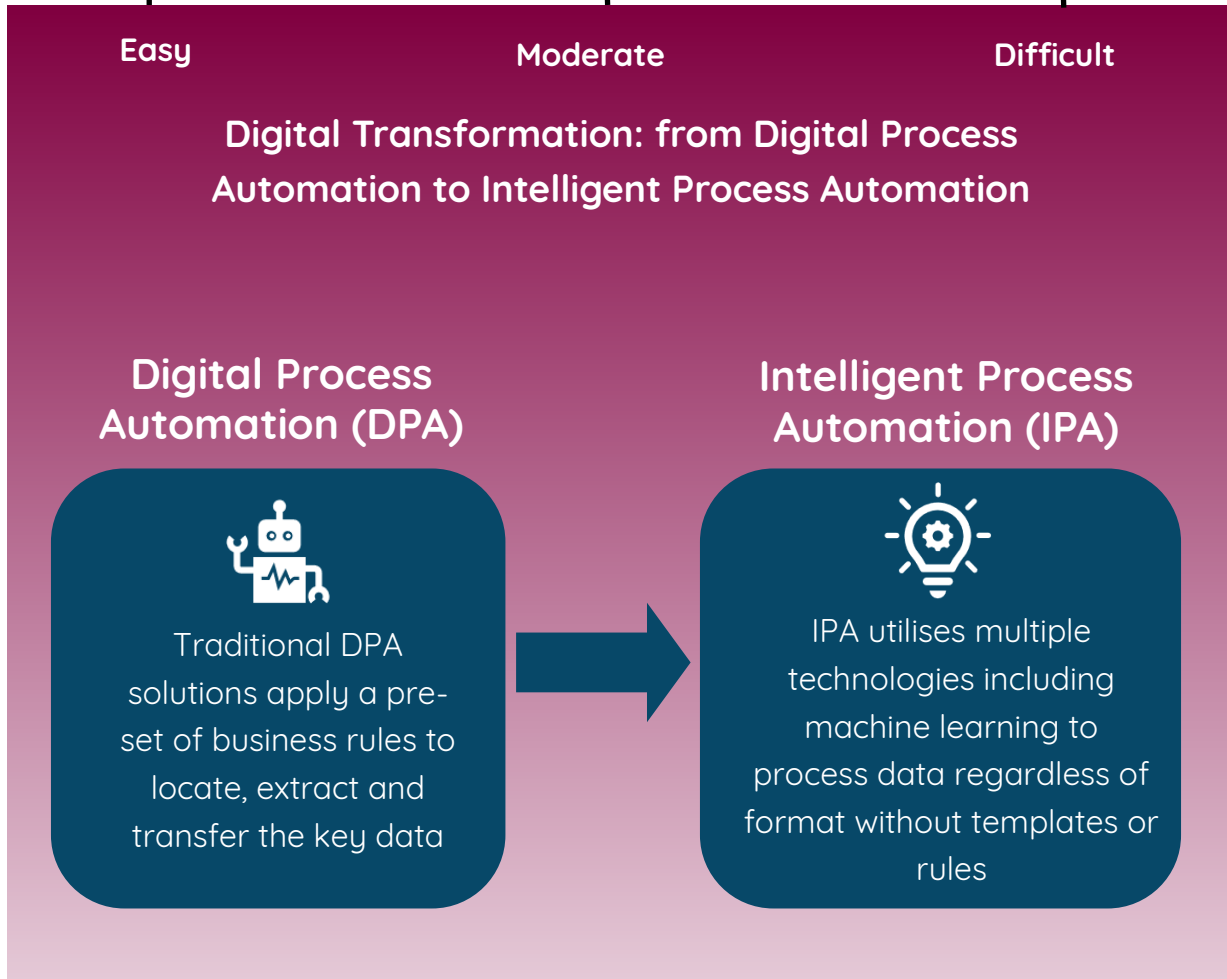 Easy Moderate Difficult
Digital Transformation: from Digital Process
Automation to Intelligent Process Automation
Digital Process
Automation (DPA)
Traditional DPA
solutions apply a pre-
set of business rules to
locate, extract and
transfer the key data
Intelligent Process
Automation (IPA)
IPA utilises multiple
technologies including
machine learning to
process data regardless of
format without templates or
rules